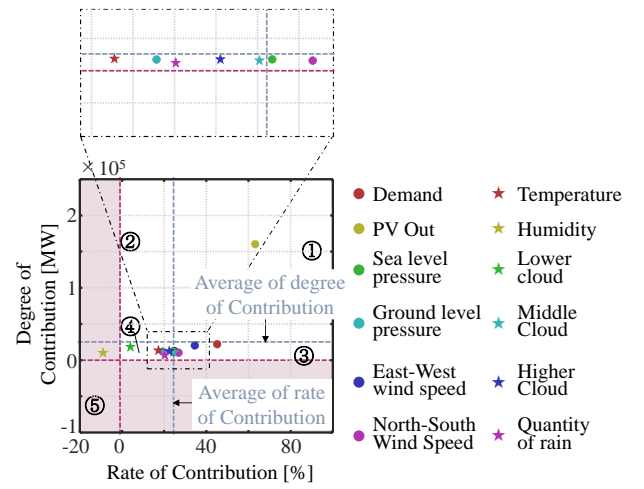 × 10⁵
2
1
0
-1
-20
0
20
40
60
80
Degree of
Contribution [MW]
Rate of Contribution [%]
①
②
③
④
⑤
Average of degree
of Contribution
Average of rate
of Contribution
Demand
PV Out
Sea level
pressure
Ground level
pressure
East-West
wind speed
North-South
Wind Speed
Temperature
Humidity
Lower
cloud
Middle
Cloud
Higher
Cloud
Quantity
of rain